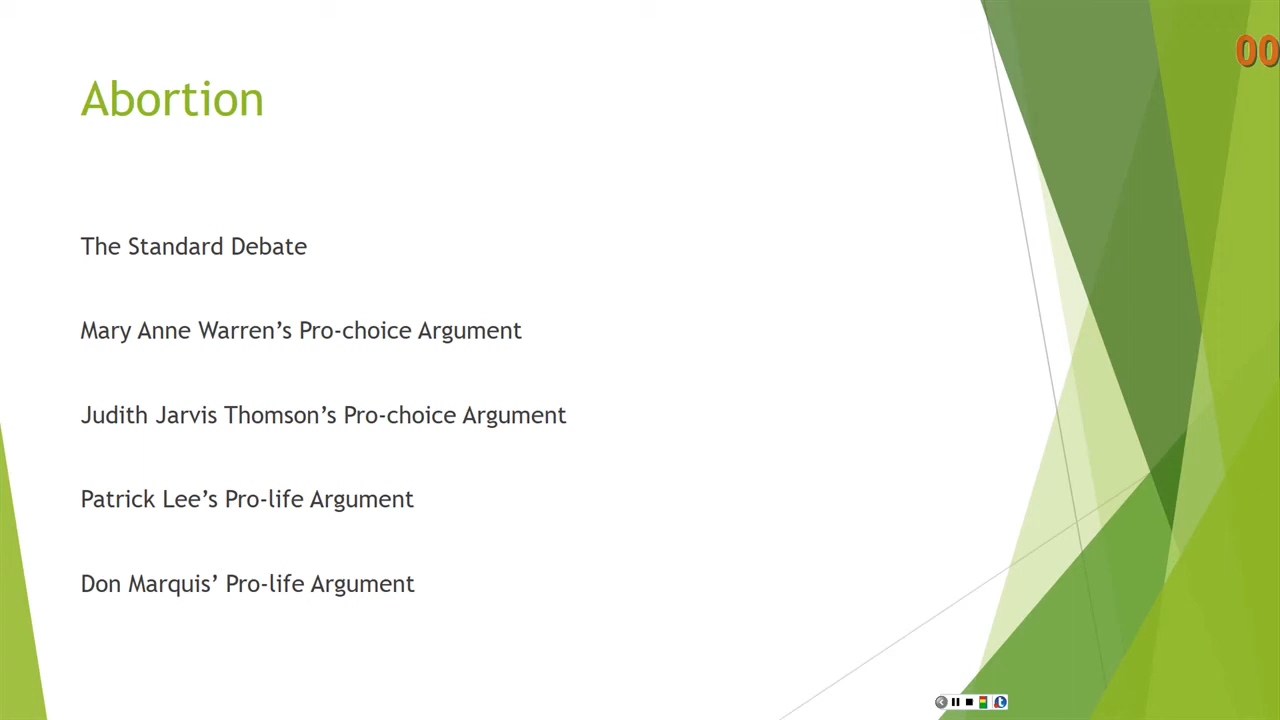 00
Abortion
The Standard Debate
Mary Anne Warren’s Pro-choice Argument
Judith Jarvis Thomson’s Pro-choice Argument
Patrick Lee’s Pro-life Argument
Don Marquis’ Pro-life Argument